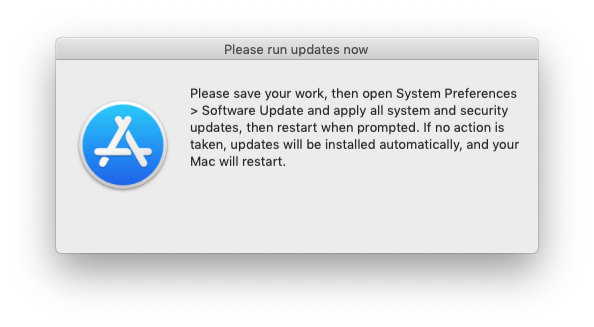 Please run updates now
Please save your work, then open System Preferences
> Software Update and apply all system and security
updates, then restart when prompted. If no action is
taken, updates will be installed automatically, and your
Mac will restart.